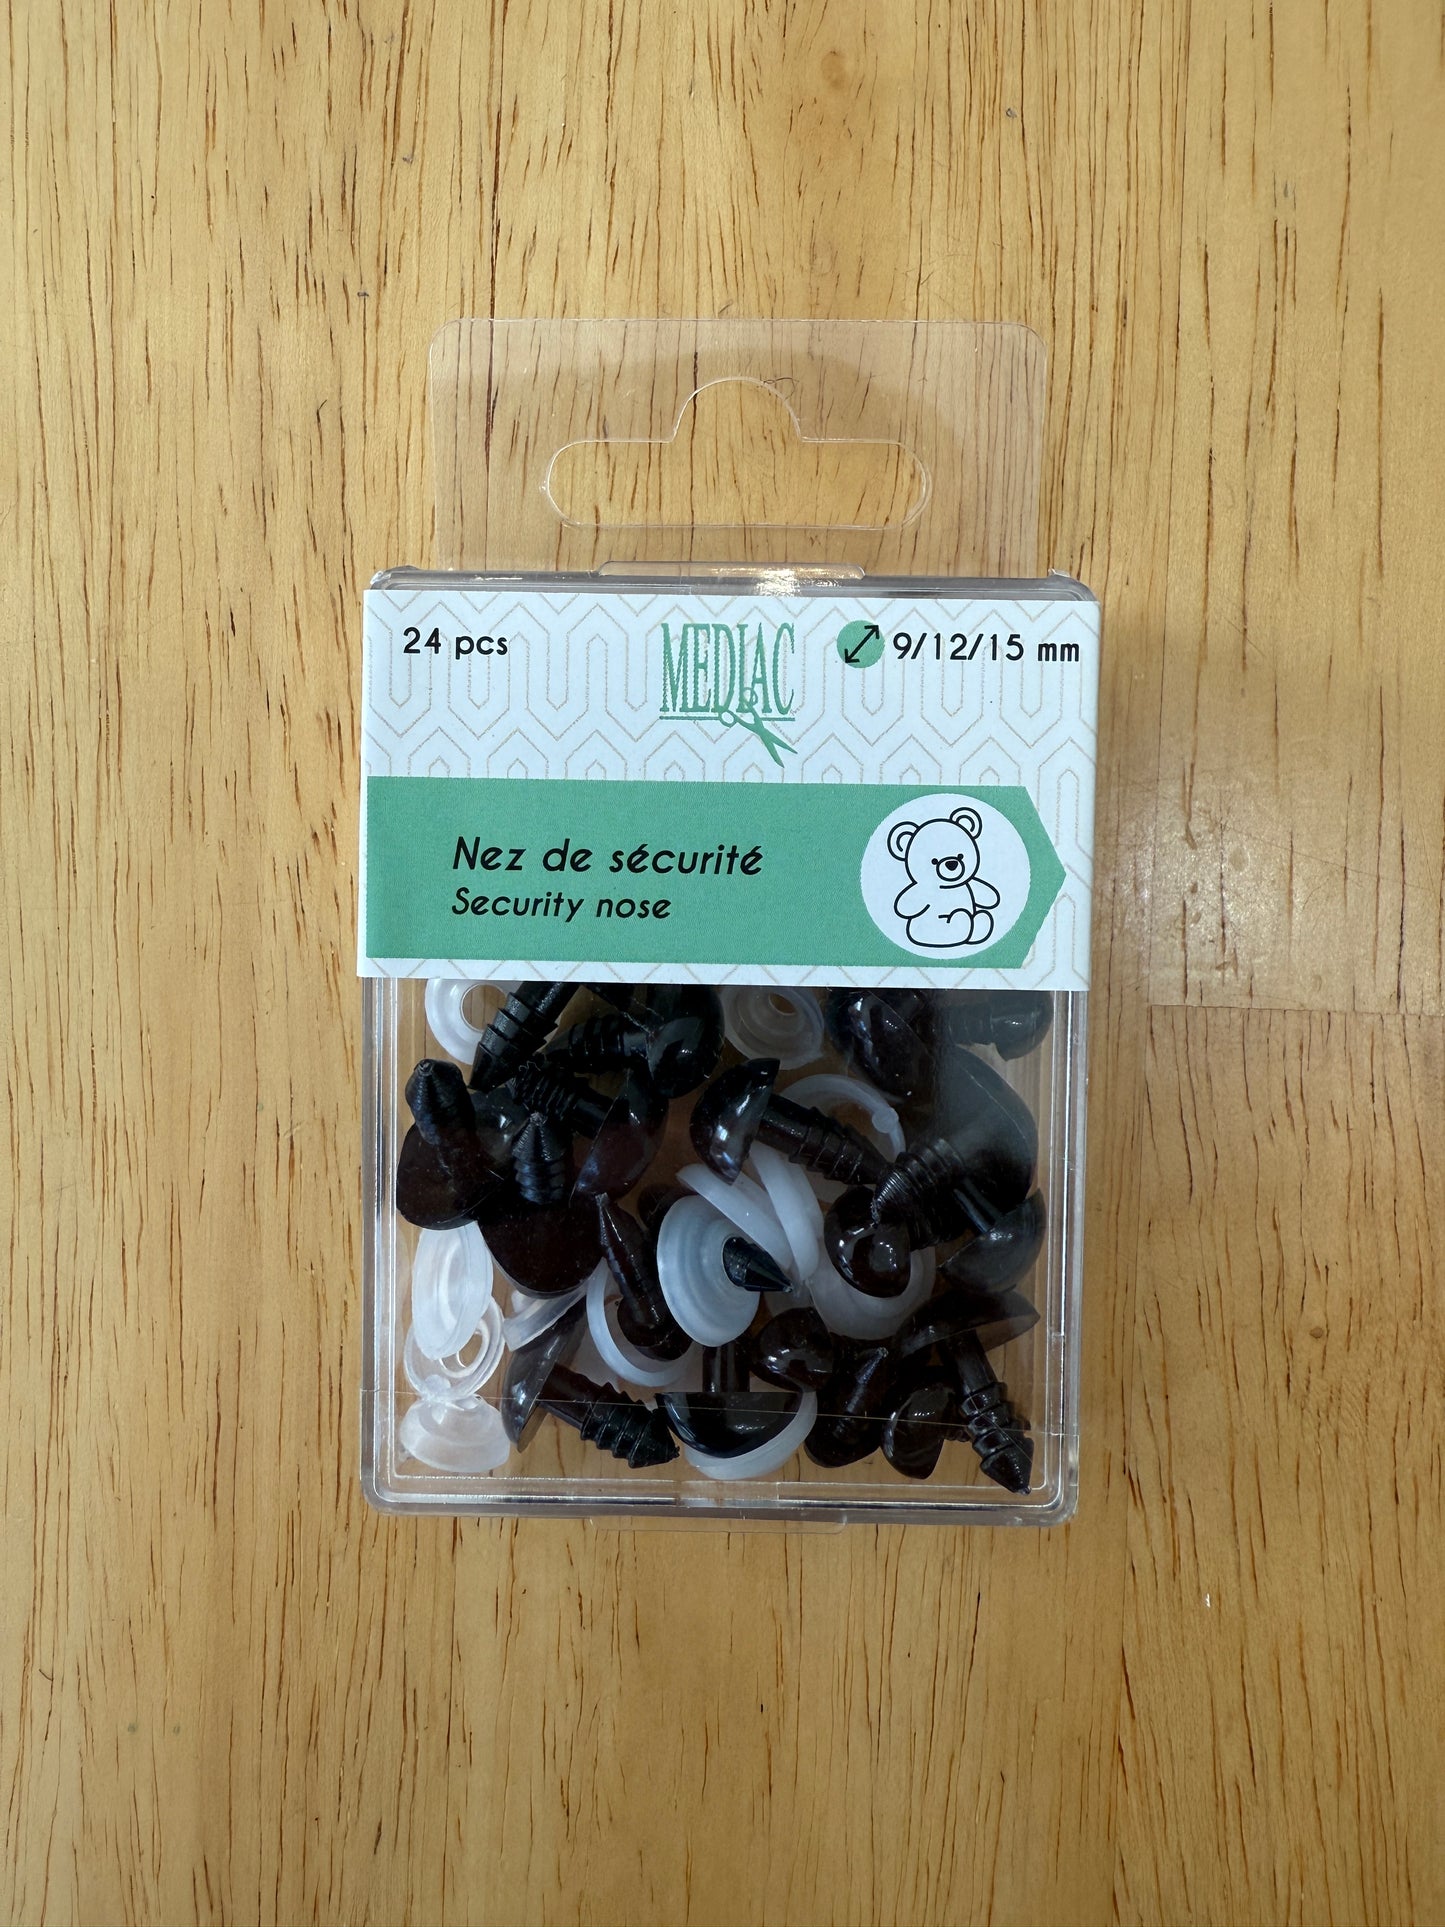 24 pcs
MEDIAC
9/12/15 mm
Nez de sécurité
Security nose